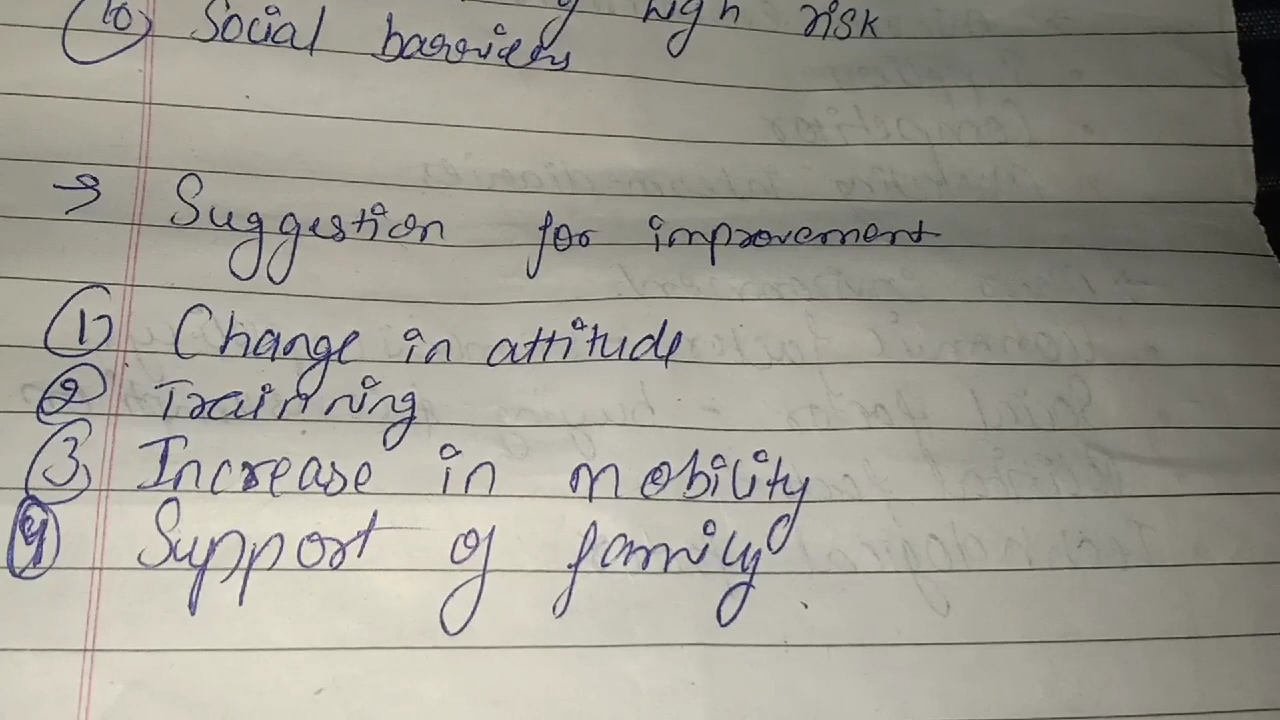 high risk
10) Social barriers
→ Suggestion for improvement
1) Change in attitude
2) Trainning
3) Increase in mobility
4) Support of family